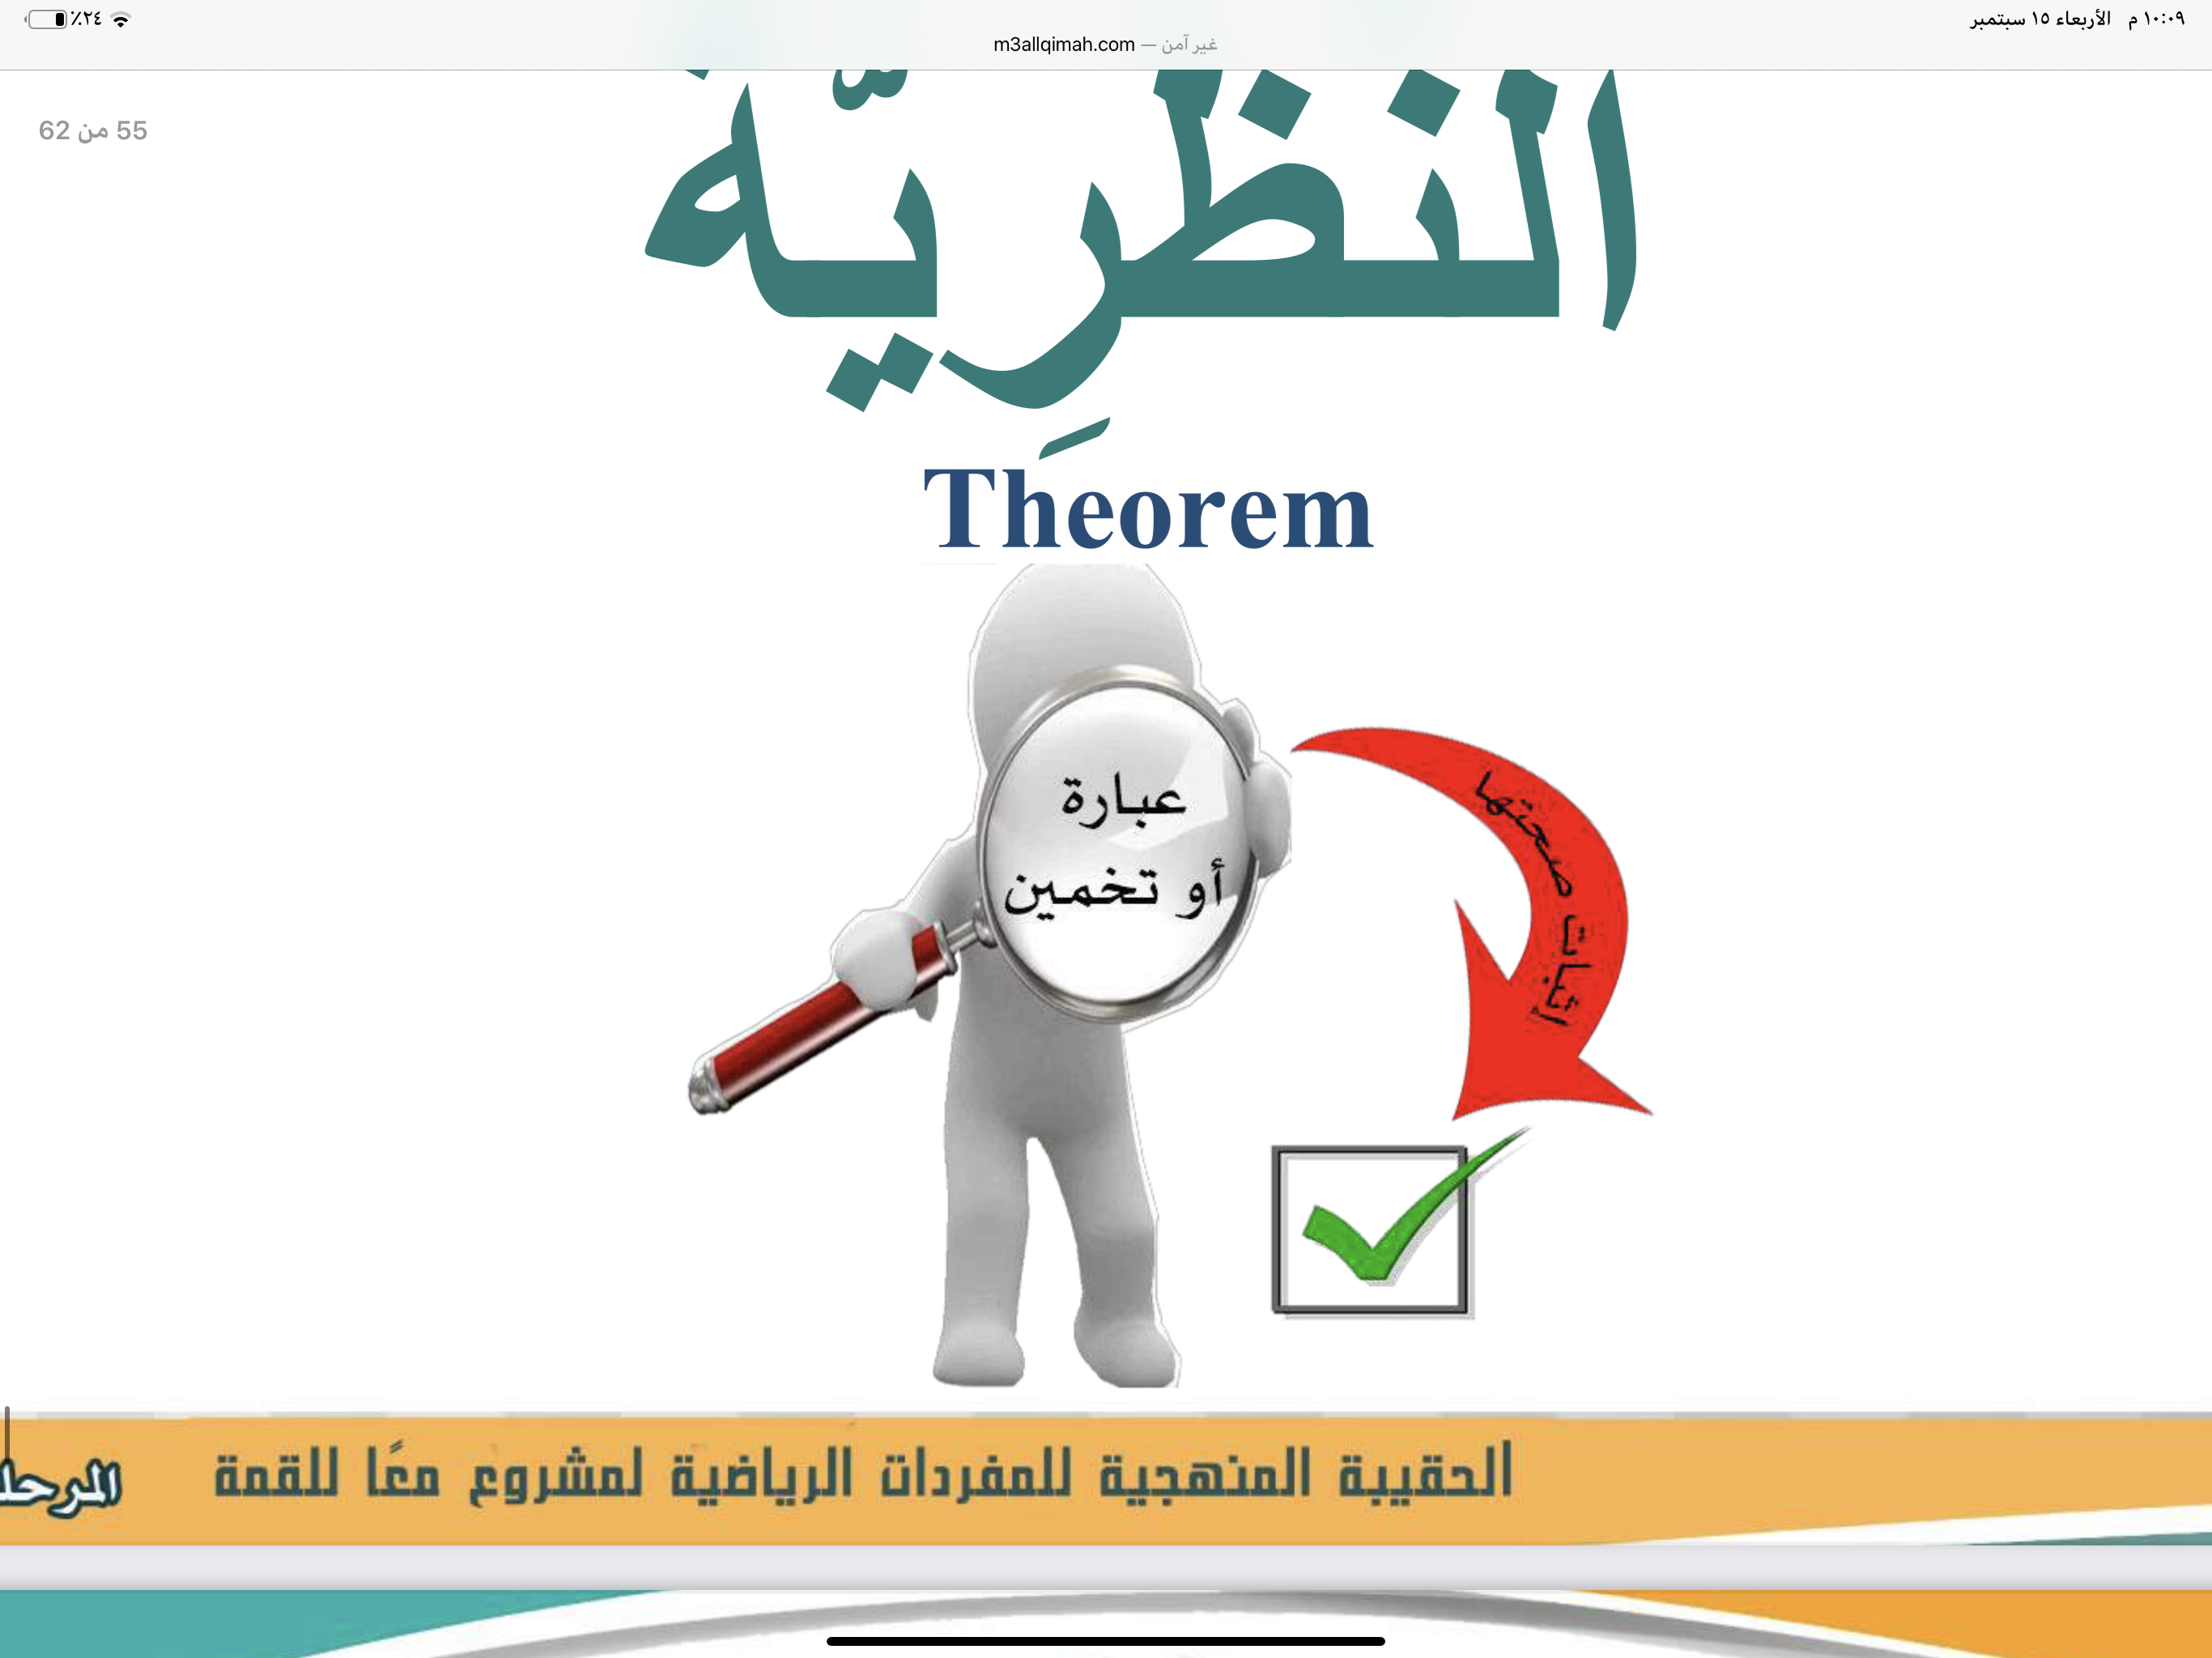 ١٠:٠٩ م الأربعاء ١٥ سبتمبر
٪٢٤
m3allqimah.com — غير آمن
55 من 62
النظرِيّة
Theorem
عبارة
أو تخمين
إثبات صحتها
الحقيبة المنهجية للمفردات الرياضية لمشروع معًا للقمة